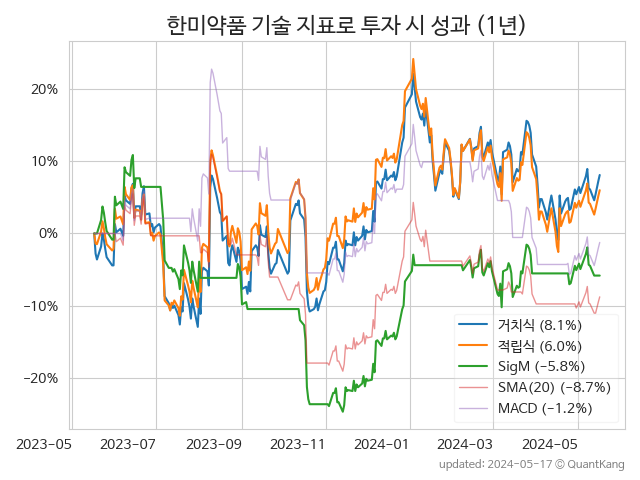 한미약품 기술 지표로 투자 시 성과 (1년)
20%
10%
0%
−10%
−20%
거치식 (8.1%)
적립식 (6.0%)
SigM (−5.8%)
SMA(20) (−8.7%)
MACD (−1.2%)
2023−05 2023−07 2023−09 2023−11 2024−01 2024−03 2024−05
updated: 2024-05-17 © QuantKang